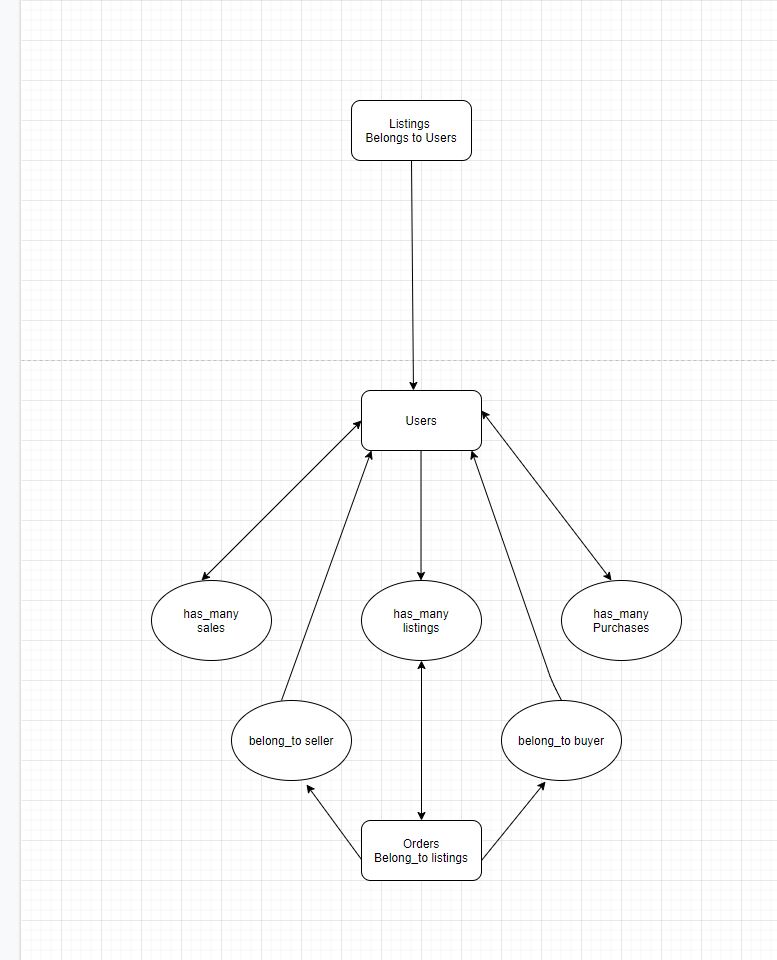 Listings
Belongs to Users
Users
has_many
sales
has_many
listings
has_many
Purchases
belong_to seller
belong_to buyer
Orders
Belong_to listings